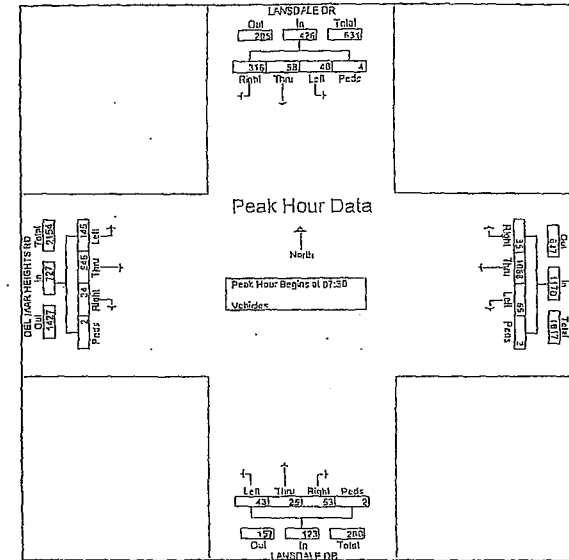 LANSDALE DR
Out In Total
205 426 631
316 58 48 4
Right Thru Left Peds
Peak Hour Data
North
Peak Hour Begins at 07:30
Vehicles
DEL MAR HEIGHTS RD
Out In Total
1427 727 2154
2 34 546 145
Peds Right Thru Left
Out In Total
647 1170 1817
35 1068 65 2
Right Thru Left Peds
Left Thru Right Peds
43 25 53 2
157 123 280
Out In Total
LANSDALE DR